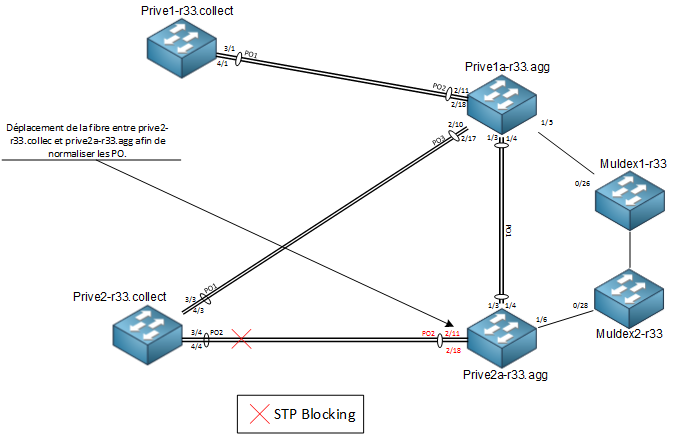 Prive1-r33.collect
3/1
PO1
4/1
Prive1a-r33.agg
PO2
2/11
2/18
Déplacement de la fibre entre prive2-
r33.collec et prive2a-r33.agg afin de
normaliser les PO.
2/10
PO3
2/17
1/3
1/4
1/5
Muldex1-r33
0/26
PO1
Prive2-r33.collect
3/3
PO1
4/3
1/3
1/4
1/6
0/28
Muldex2-r33
3/4
PO2
4/4
PO2
2/11
2/18
Prive2a-r33.agg
STP Blocking